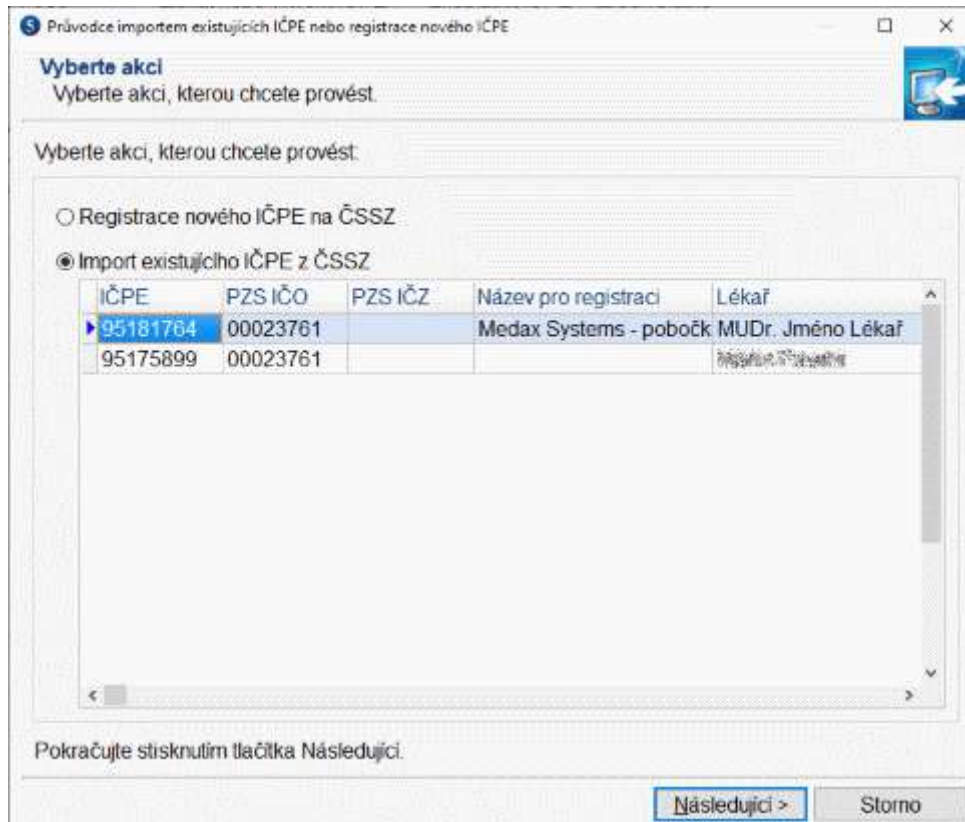 Průvodce importem existujících IČPE nebo registrace nového IČPE
Vyberte akci
Vyberte akci, kterou chcete provést.
Vyberte akci, kterou chcete provést:
Registrace nového IČPE na ČSSZ
Import existujícího IČPE z ČSSZ
IČPE PZS IČO PZS IČZ Název pro registraci Lékař
95181764 00023761 Medax Systems - pobočk MUDr. Jméno Lékař
95175899 00023761
Pokračujte stisknutím tlačítka Následující.
Následující > Storno